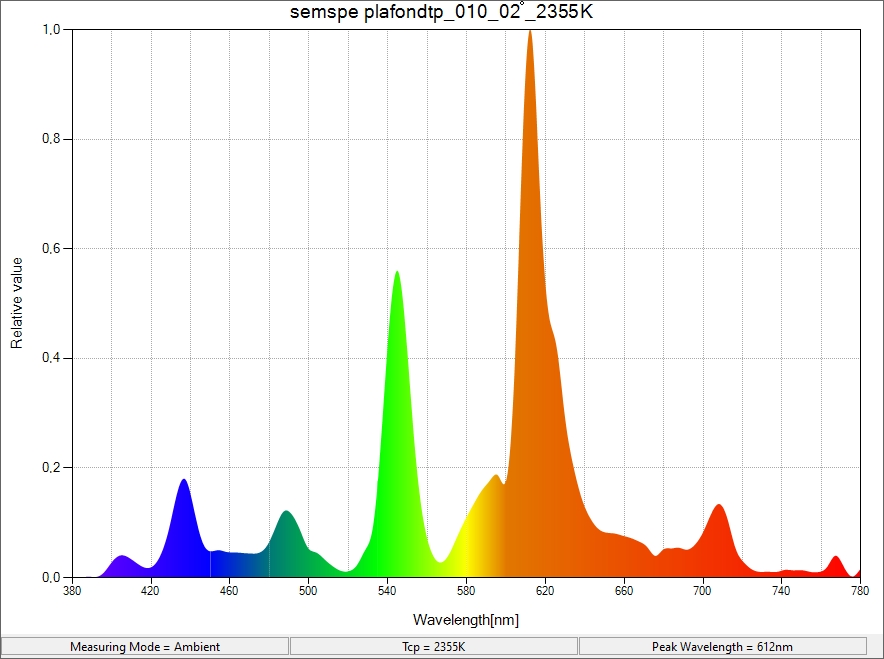 semspe plafondtp_010_02°_2355K
1,0
0,8
0,6
0,4
0,2
0,0
Relative value
380 420 460 500 540 580 620 660 700 740 780
Wavelength[nm]
Measuring Mode = Ambient Tcp = 2355K Peak Wavelength = 612nm